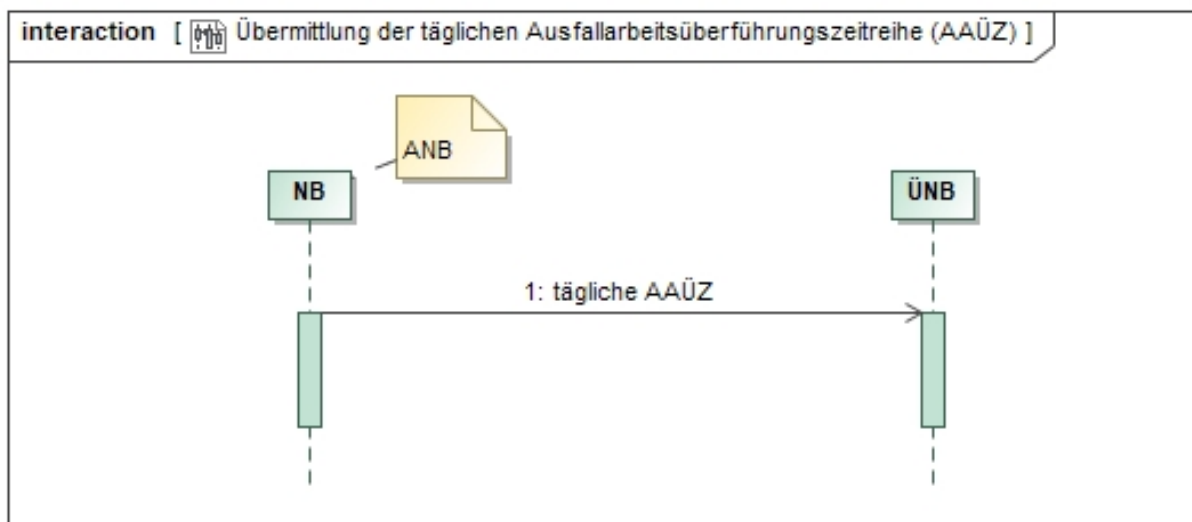 interaction [ Übermittlung der täglichen Ausfallarbeitsüberführungszeitreihe (AAÜZ) ]
ANB
NB
ÜNB
1: tägliche AAÜZ